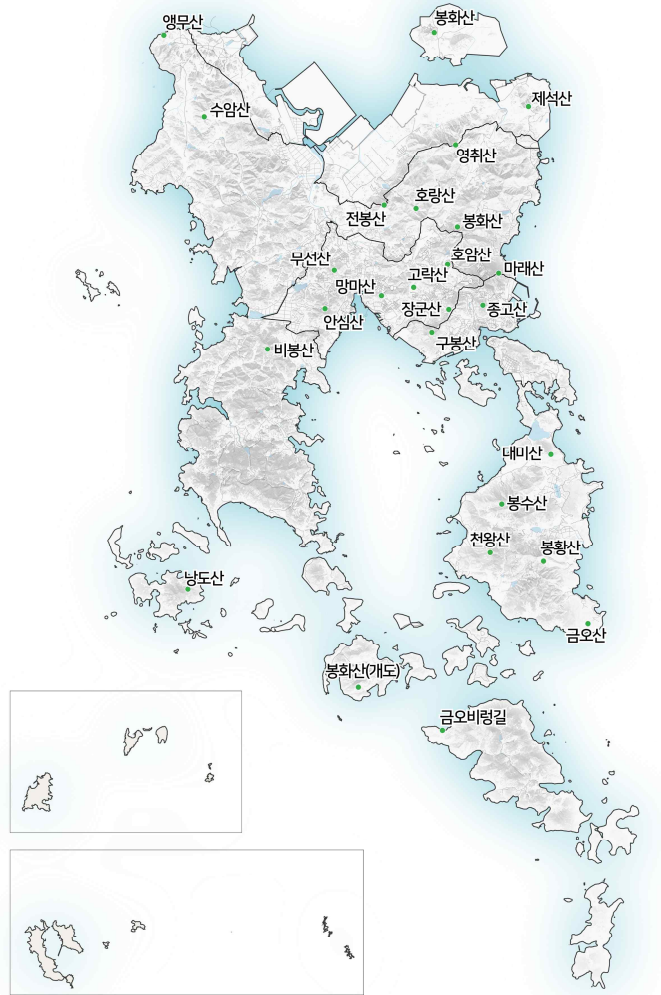 앵무산
봉화산
제석산
수암산
영취산
호랑산
전봉산
봉화산
호암산
무선산
마래산
고락산
망마산
장군산
종고산
안심산
구봉산
비봉산
대미산
봉수산
천왕산
봉황산
낭도산
금오산
봉화산(개도)
금오비렁길